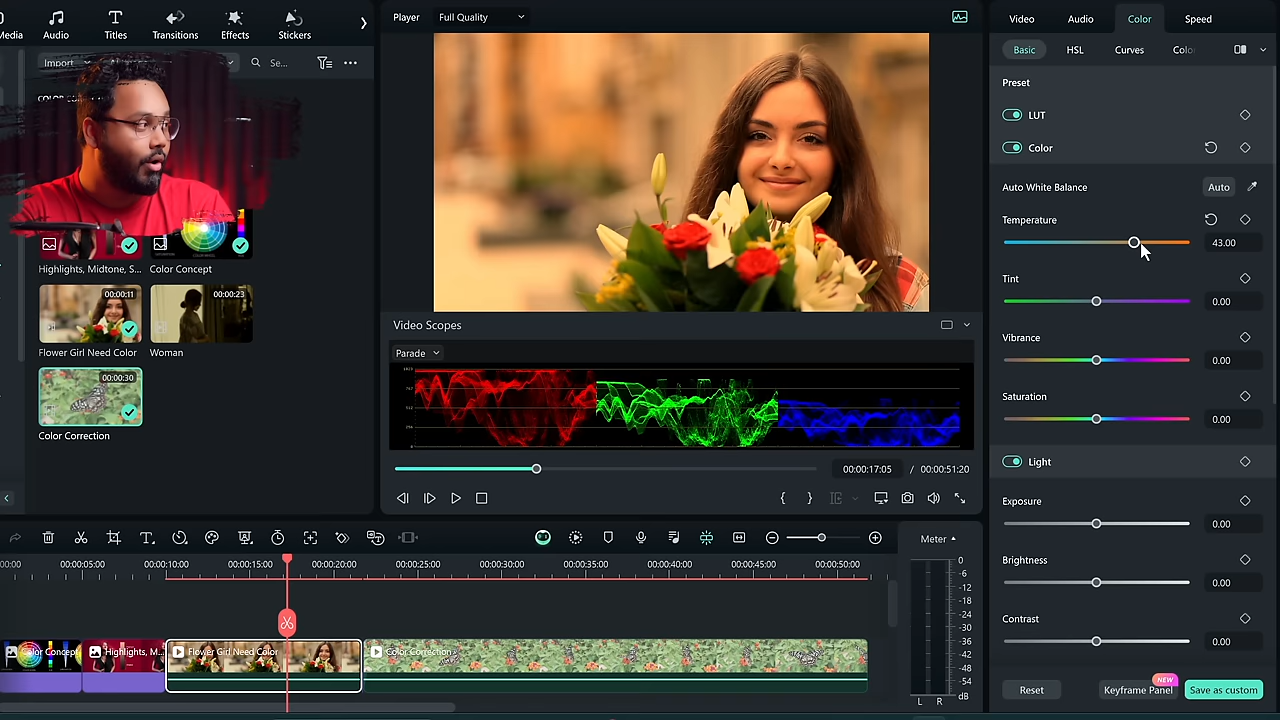 Media
Audio
Titles
Transitions
Effects
Stickers
Import
Se...
Highlights, Midtone, S...
Color Concept
00:00:11
00:00:23
Flower Girl Need Color
Woman
00:00:30
Color Correction
Player
Full Quality
Video Scopes
Parade
1023
512
00:00:17:05 / 00:00:51:20
Video
Audio
Color
Speed
Basic
HSL
Curves
Colo
Preset
LUT
Color
Auto White Balance
Auto
Temperature
43.00
Tint
0.00
Vibrance
0.00
Saturation
0.00
Light
Exposure
0.00
Brightness
0.00
Contrast
0.00
Reset
Keyframe Panel
NEW
Save as custom
00:00
00:00:05:00
00:00:10:00
00:00:15:00
00:00:20:00
00:00:25:00
00:00:30:00
00:00:35:00
00:00:40:00
00:00:45:00
00:00:50:00
Color Concept
Highlights, M...
Flower Girl Need Color
Color Correction
Meter
0
-6
-12
-18
-24
-30
-36
-42
-48
-54
dB
L R